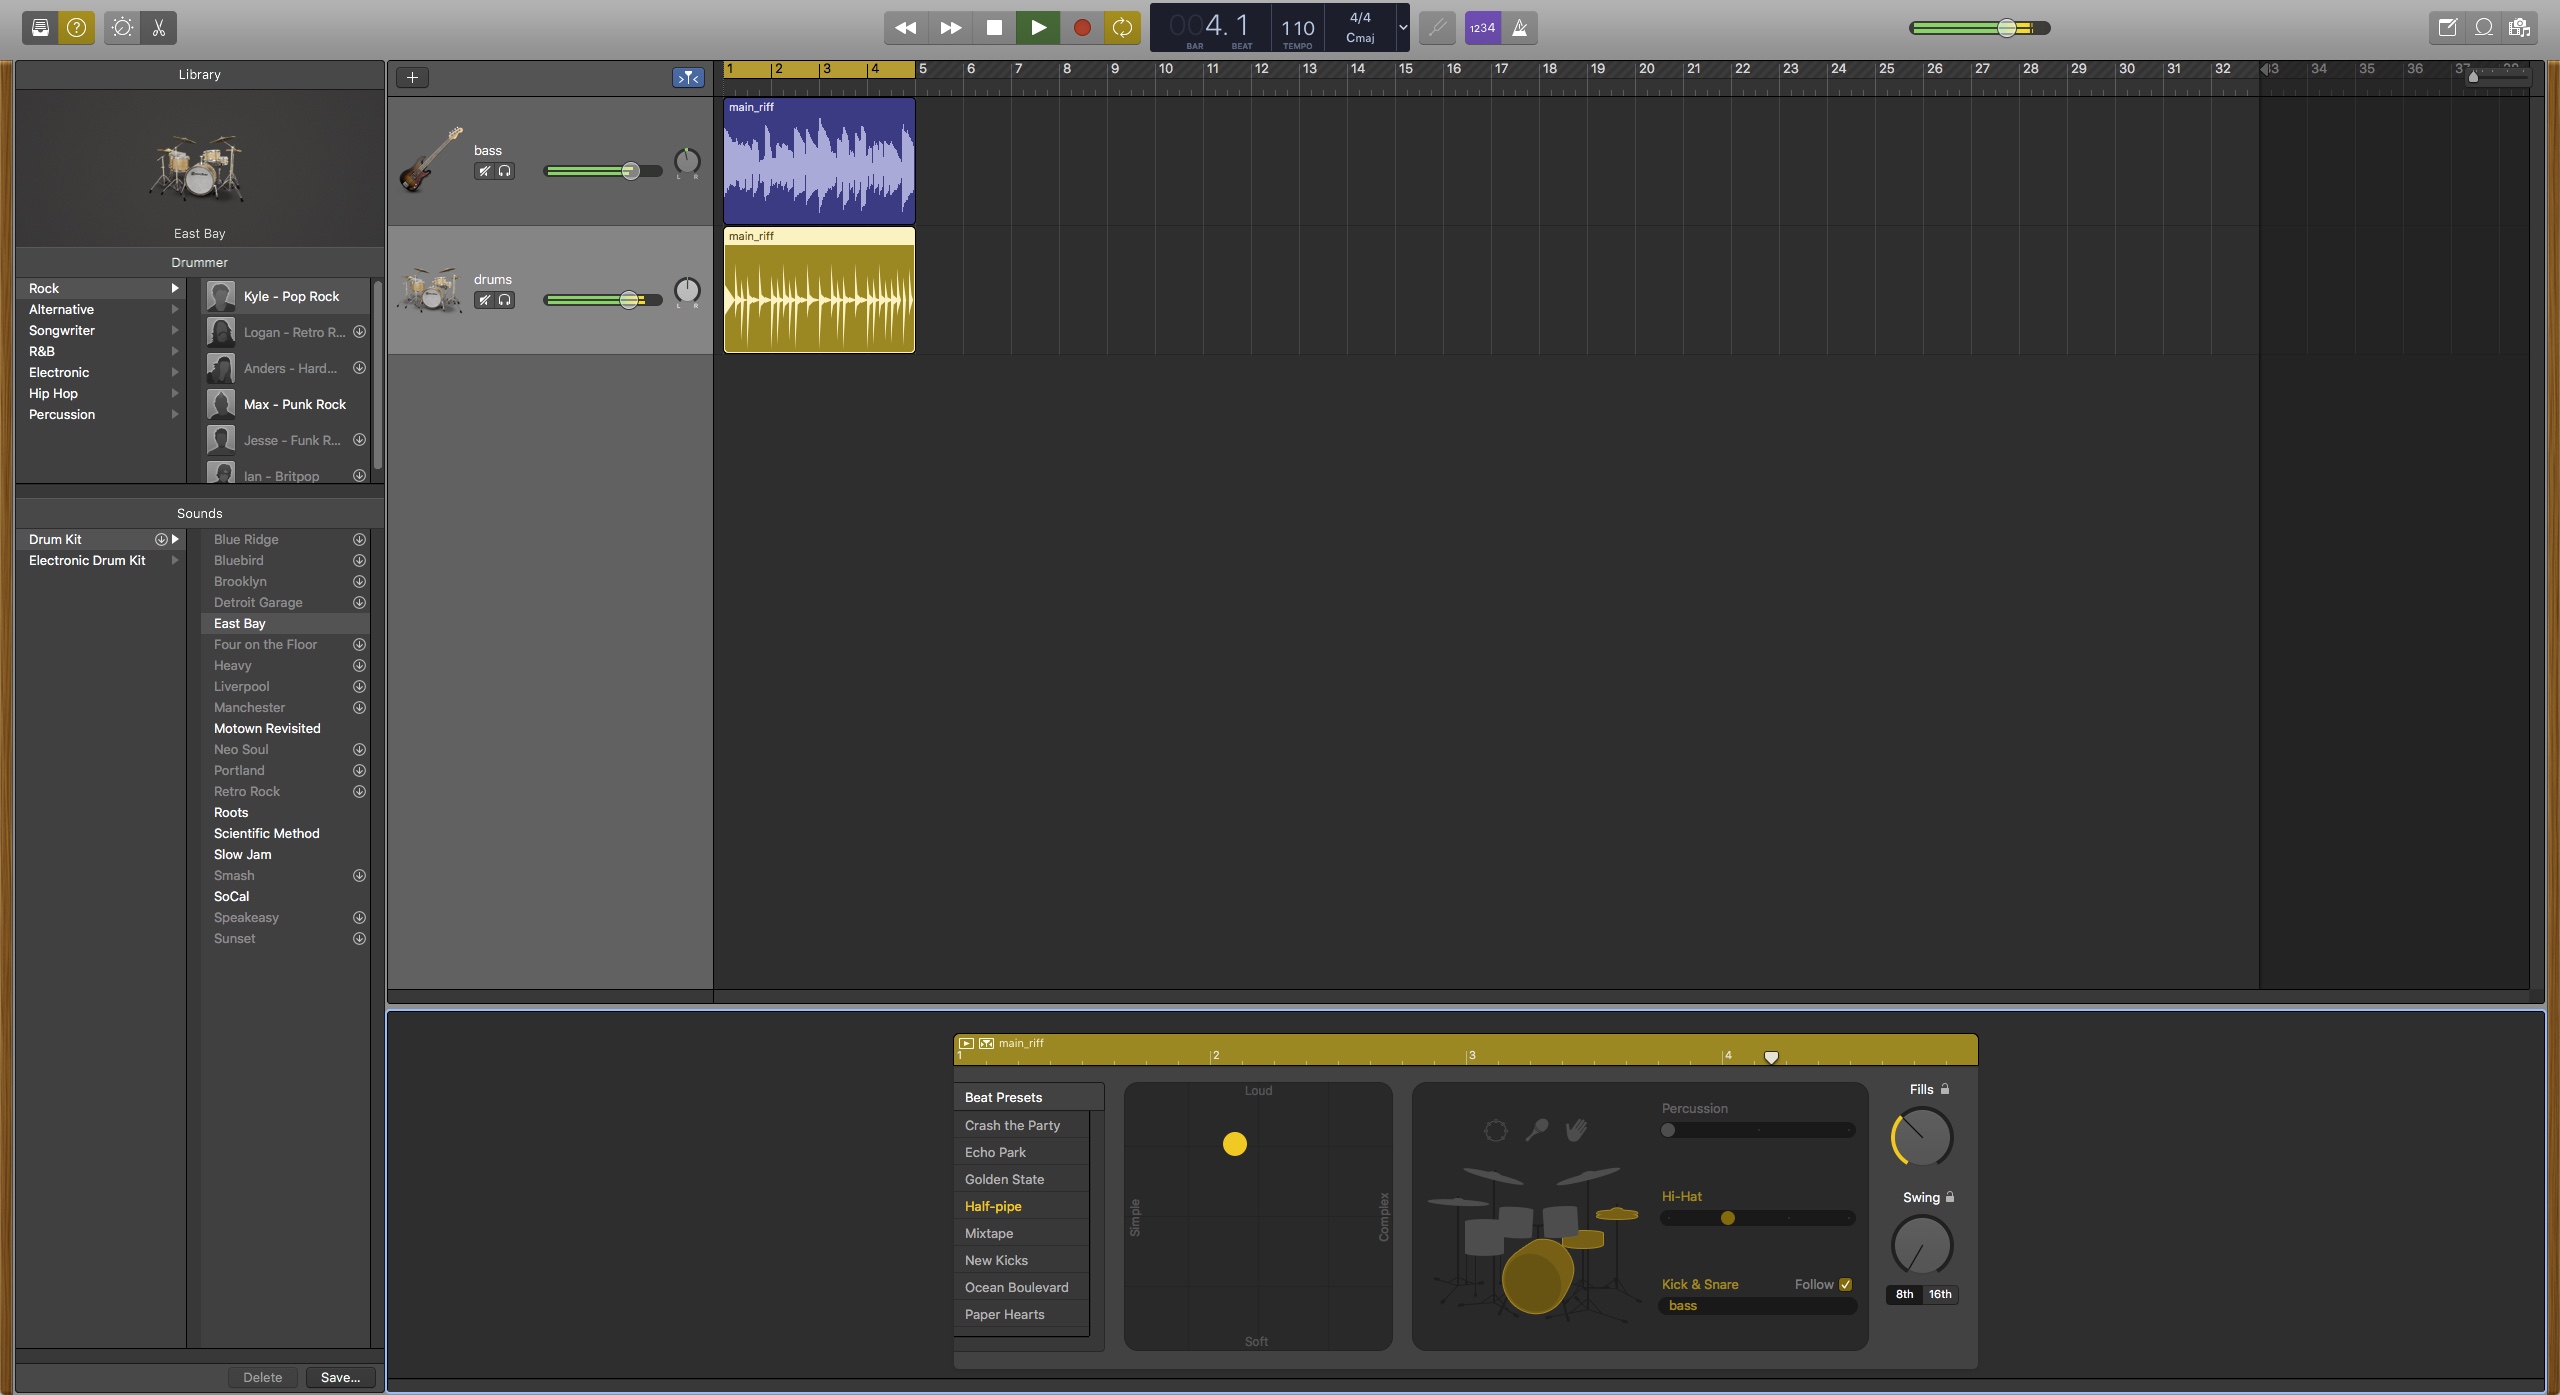 004. 1
BAR BEAT
110
TEMPO
4/4
Cmaj
1234
Library
East Bay
Drummer
Rock
Alternative
Songwriter
R&B
Electronic
Hip Hop
Percussion
Kyle - Pop Rock
Logan - Retro R...
Anders - Hard...
Max - Punk Rock
Jesse - Funk R...
Ian - Britpop
Sounds
Drum Kit
Electronic Drum Kit
Blue Ridge
Bluebird
Brooklyn
Detroit Garage
East Bay
Four on the Floor
Heavy
Liverpool
Manchester
Motown Revisited
Neo Soul
Portland
Retro Rock
Roots
Scientific Method
Slow Jam
Smash
SoCal
Speakeasy
Sunset
Delete Save...
1 2 3 4 5 6 7 8 9 10 11 12 13 14 15 16 17 18 19 20 21 22 23 24 25 26 27 28 29 30 31 32 33 34 35 36 37
bass
L R
drums
L R
main_riff
main_riff
main_riff
1 2 3 4
Beat Presets
Crash the Party
Echo Park
Golden State
Half-pipe
Mixtape
New Kicks
Ocean Boulevard
Paper Hearts
Loud
Simple
Complex
Soft
Percussion
Hi-Hat
Kick & Snare Follow
bass
Fills
Swing
8th 16th